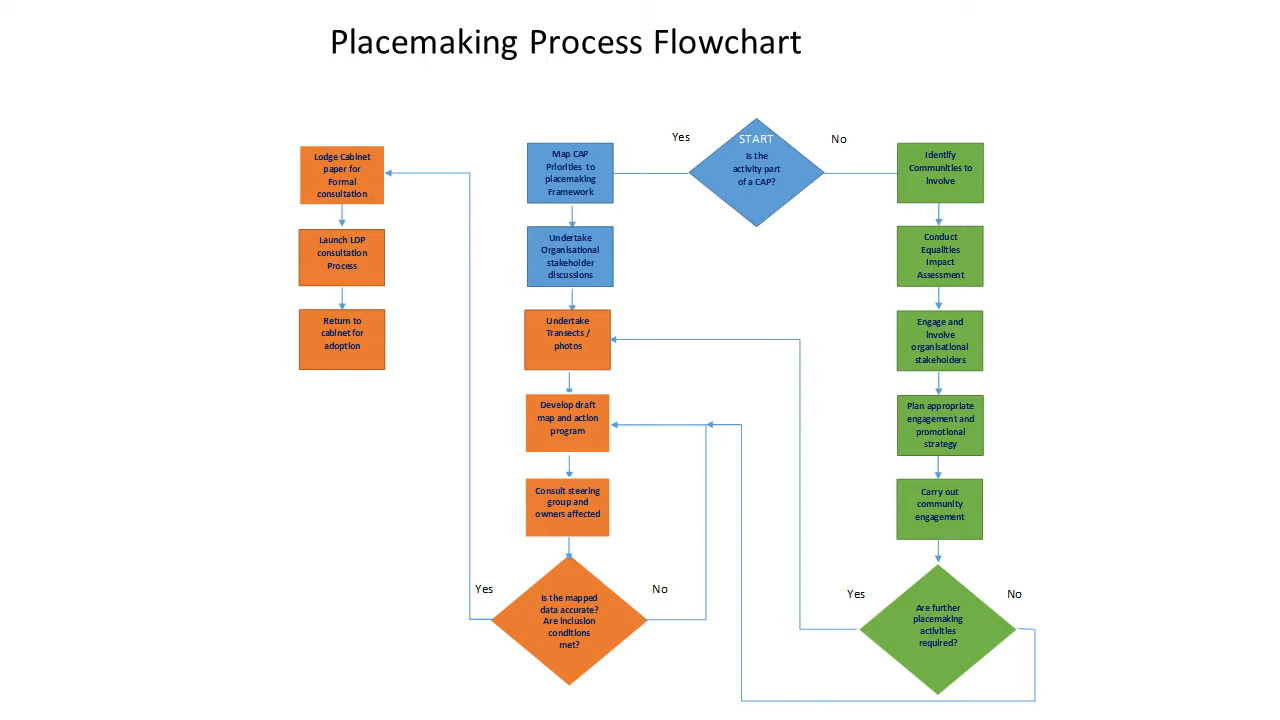 Placemaking Process Flowchart
Yes
START
Is the
activity part
of a CAP?
No
Lodge Cabinet
paper for
Formal
consultation
Launch LDP
consultation
Process
Return to
cabinet for
adoption
Map CAP
Priorities to
placemaking
Framework
Undertake
Organisational
stakeholder
discussions
Undertake
Transects /
photos
Develop draft
map and action
program
Consult steering
group and
owners affected
Yes
Is the mapped
data accurate?
Are inclusion
conditions
met?
No
Identify
Communities to
involve
Conduct
Equalities
Impact
Assessment
Engage and
involve
organisational
stakeholders
Plan appropriate
engagement and
promotional
strategy
Carry out
community
engagement
Yes
Are further
placemaking
activities
required?
No